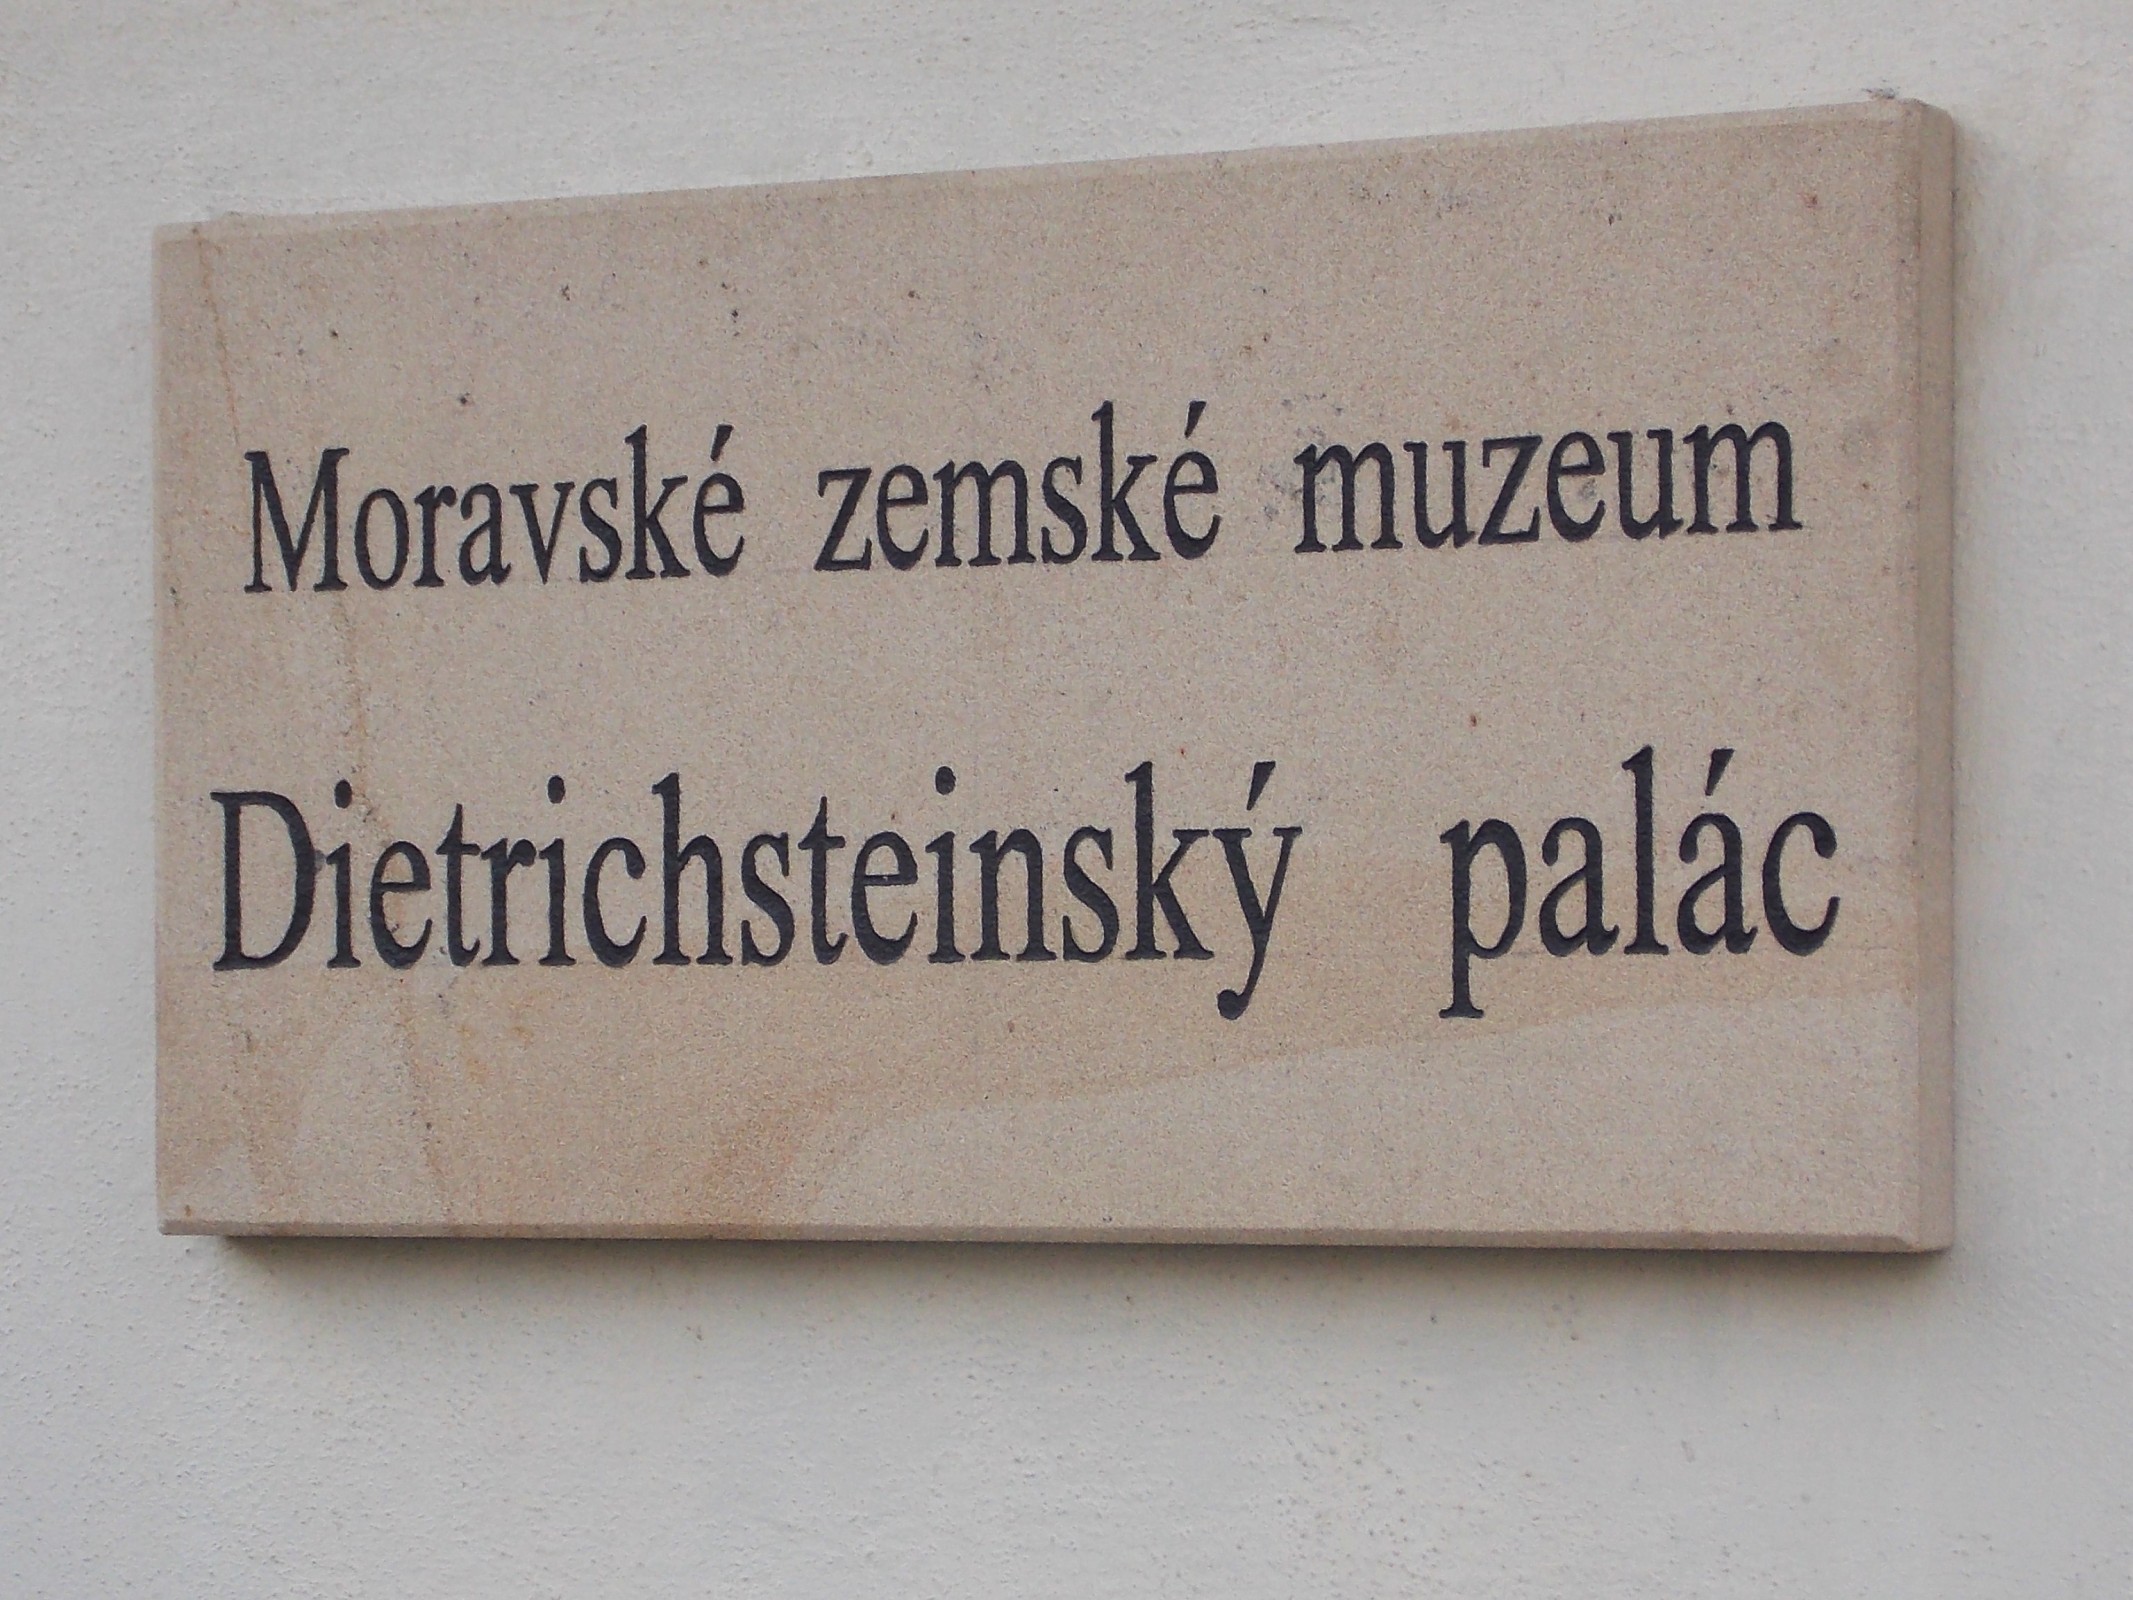 Moravské zemské muzeum
Dietrichsteinský palác